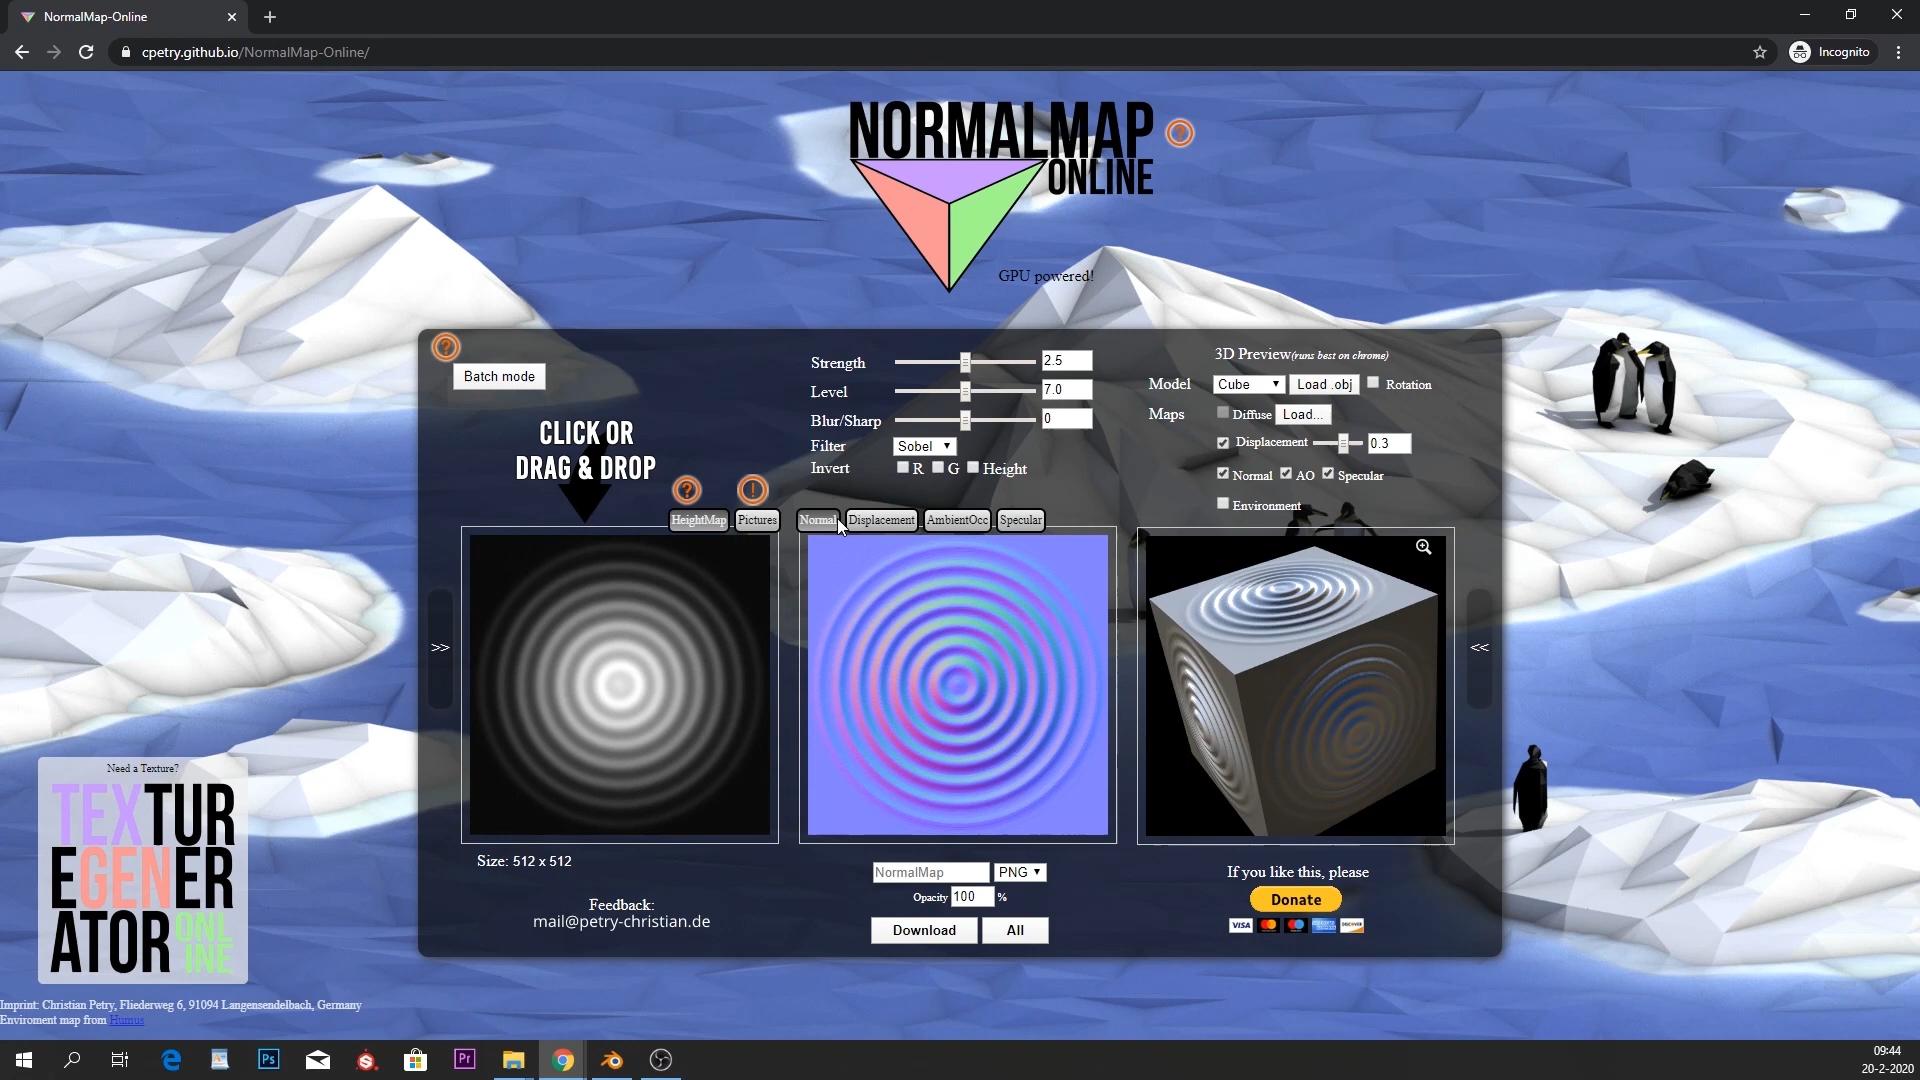 NormalMap-Online
cpetry.github.io/NormalMap-Online/
Incognito
NORMALMAP ?
ONLINE
GPU powered!
?
Batch mode
CLICK OR
DRAG & DROP
? !
HeightMap Pictures
Strength 2.5
Level 7.0
Blur/Sharp 0
Filter Sobel
Invert R G Height
Normal Displacement AmbientOcc Specular
3D Preview(runs best on chrome)
Model Cube Load .obj Rotation
Maps Diffuse Load...
Displacement 0.3
Normal AO Specular
Environment
>>
<<
Size: 512 x 512
Feedback:
mail@petry-christian.de
NormalMap PNG
Opacity 100 %
Download All
If you like this, please
Donate
VISA
Need a Texture?
TEXTUR
EGENER
ATOR ONL
INE
Imprint: Christian Petry, Fliederweg 6, 91094 Langensendelbach, Germany
Enviroment map from Humus
Ps
Pr
09:44
20-2-2020